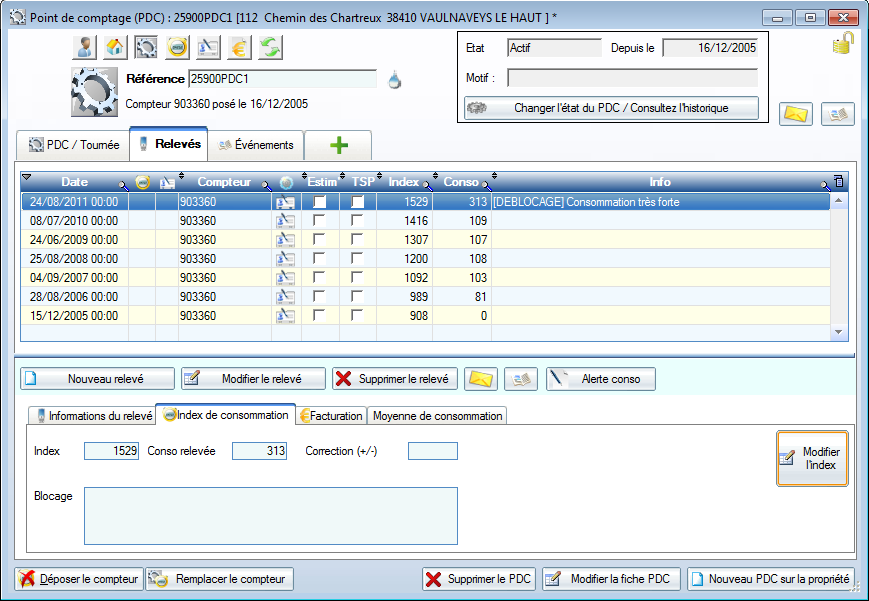 Point de comptage (PDC) : 25900PDC1 [112 Chemin des Chartreux 38410 VAULNAVEYS LE HAUT ] *
Etat Actif Depuis le 16/12/2005
Référence 25900PDC1
Motif :
Compteur 903360 posé le 16/12/2005
Changer l'état du PDC / Consultez l'historique
PDC / Tournée Relevés Événements
Date Compteur Estim TSP Index Conso Info
24/08/2011 00:00 903360 1529 313 [DEBLOCAGE] Consommation très forte
08/07/2010 00:00 903360 1416 109
24/06/2009 00:00 903360 1307 107
25/08/2008 00:00 903360 1200 108
04/09/2007 00:00 903360 1092 103
28/08/2006 00:00 903360 989 81
15/12/2005 00:00 903360 908 0
Nouveau relevé Modifier le relevé Supprimer le relevé Alerte conso
Informations du relevé Index de consommation Facturation Moyenne de consommation
Index 1529 Conso relevée 313 Correction (+/-)
Modifier
l'index
Blocage
Déposer le compteur Remplacer le compteur Supprimer le PDC Modifier la fiche PDC Nouveau PDC sur la propriété